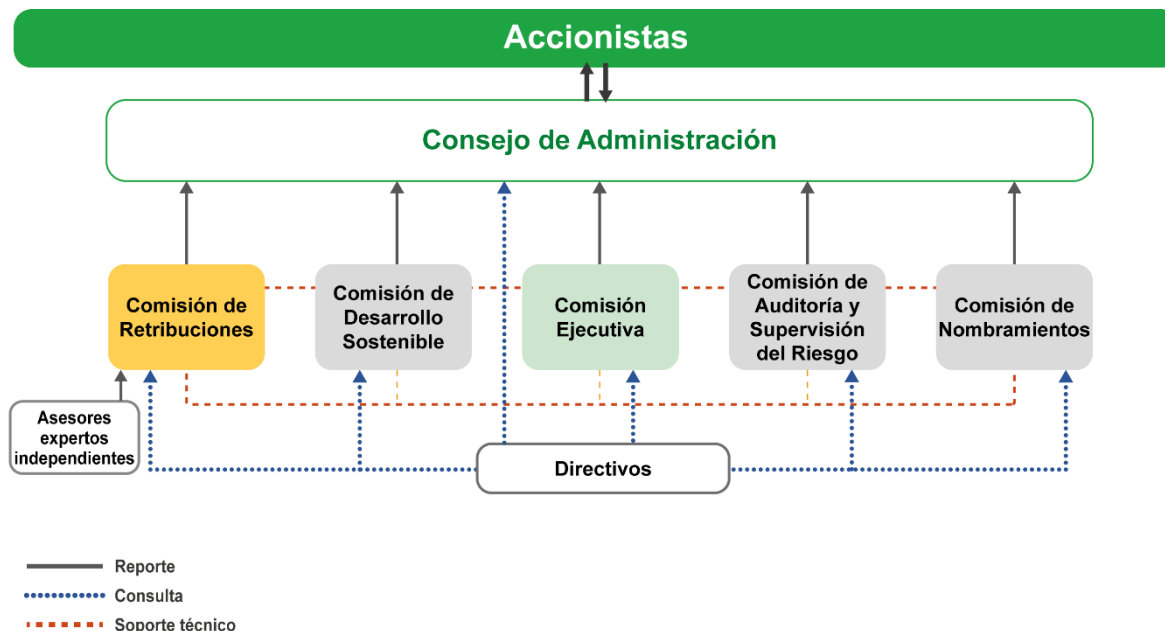 Accionistas
Consejo de Administración
Comisión de
Retribuciones
Comisión de
Desarrollo
Sostenible
Comisión
Ejecutiva
Comisión de
Auditoría y
Supervisión
del Riesgo
Comisión de
Nombramientos
Asesores
expertos
independientes
Directivos
Reporte
Consulta
Soporte técnico